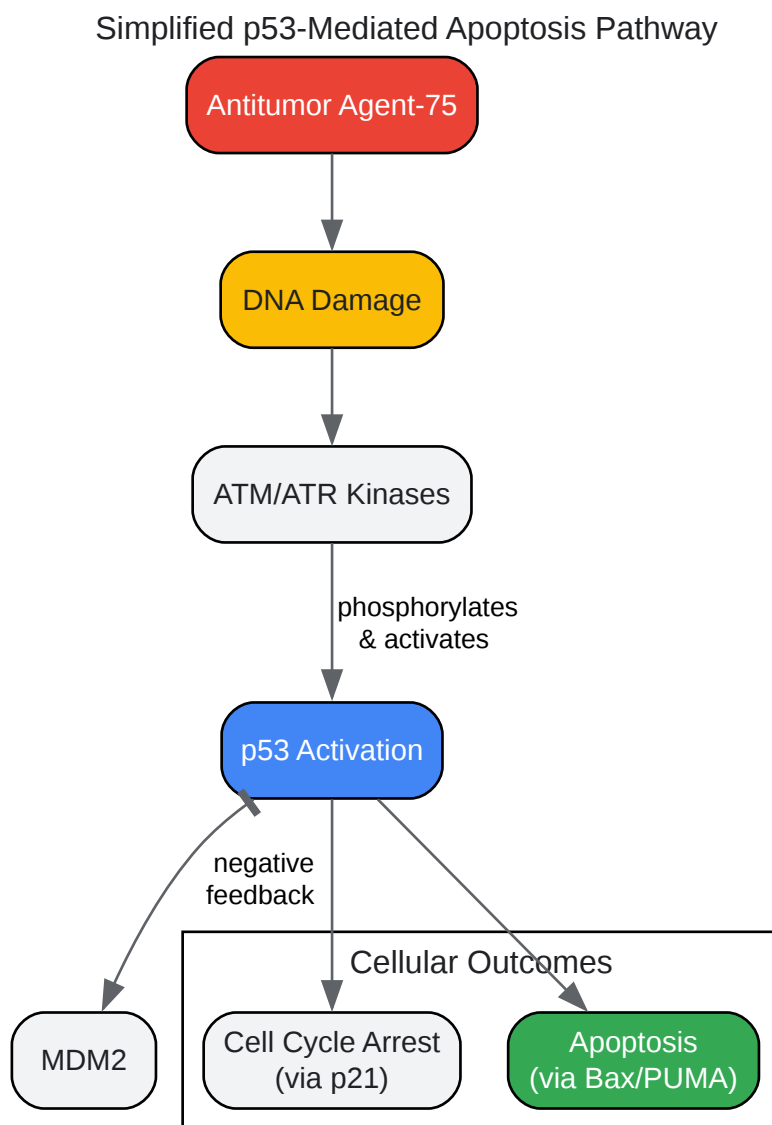 Simplified p53-Mediated Apoptosis Pathway
Antitumor Agent-75
DNA Damage
ATM/ATR Kinases
phosphorylates
& activates
p53 Activation
negative
feedback
Cellular Outcomes
MDM2
Cell Cycle Arrest
(via p21)
Apoptosis
(via Bax/PUMA)